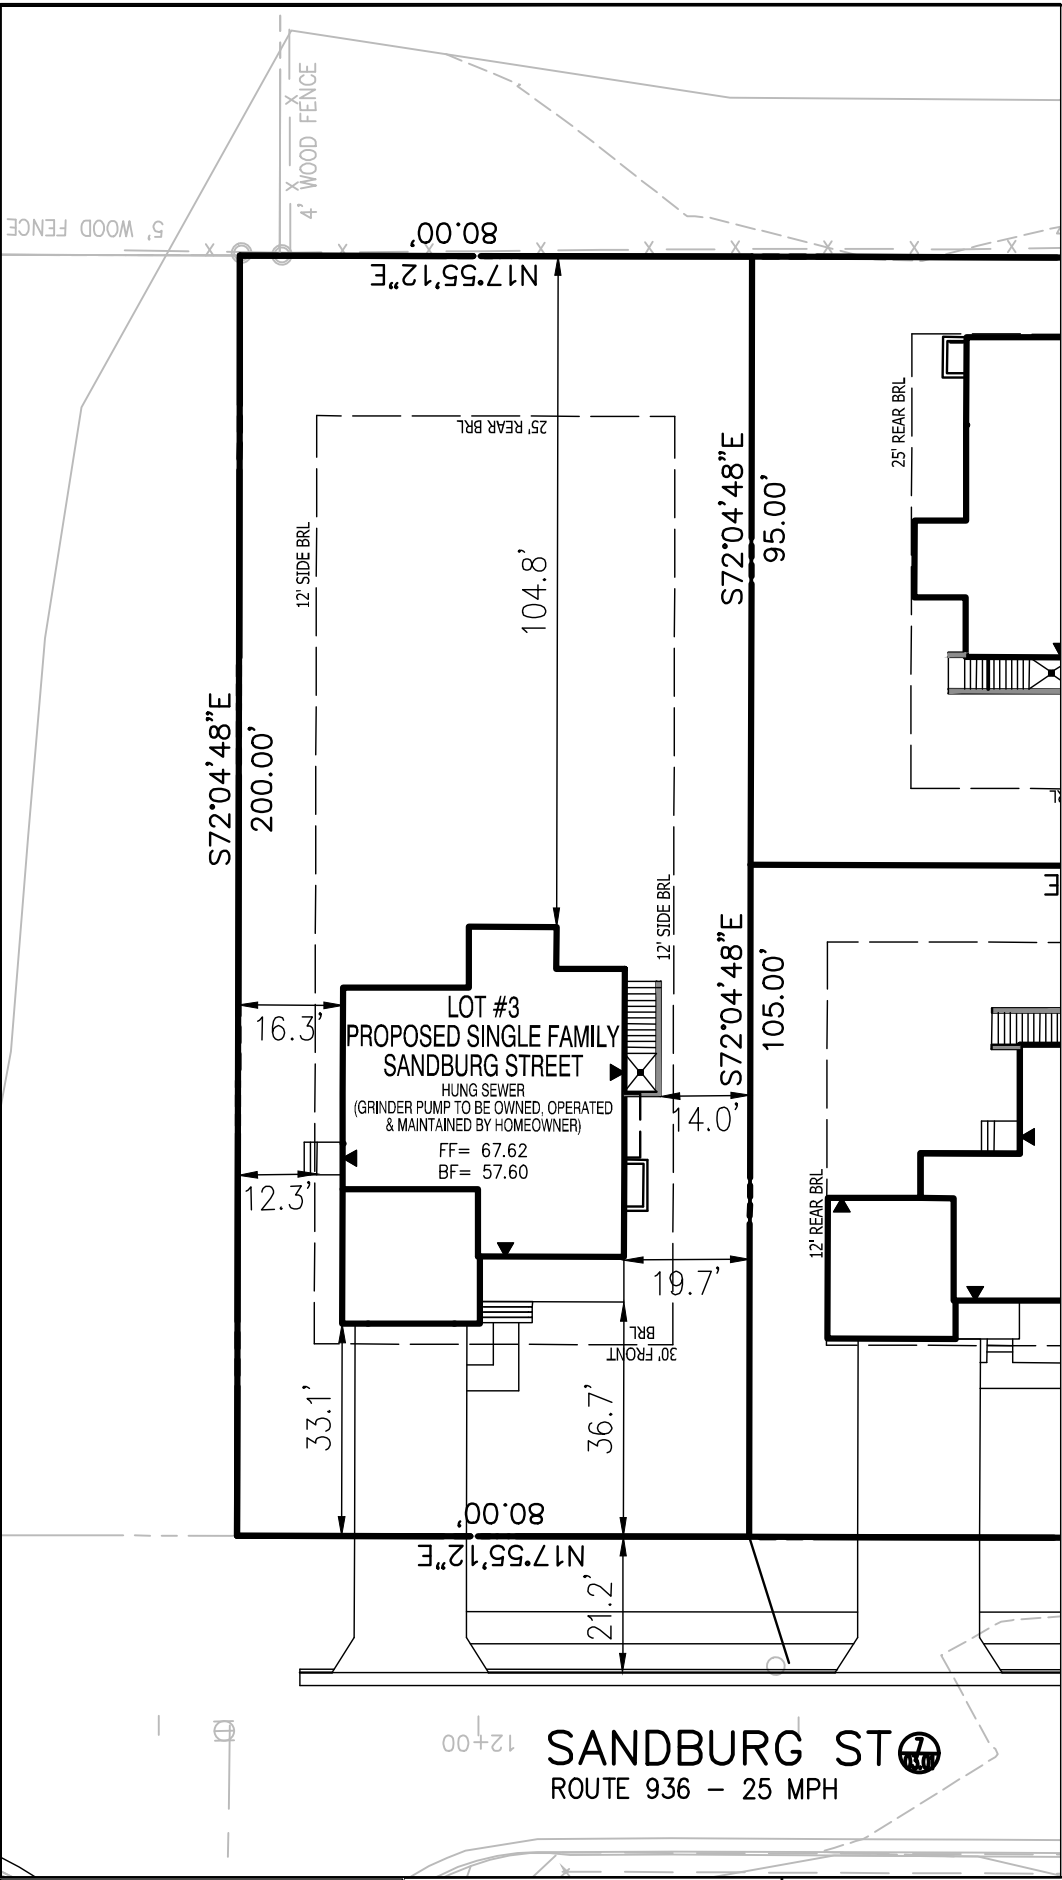 4' WOOD FENCE
5' WOOD FENCE
80.00'
N17°55'12"E
25' REAR BRL
25' REAR BRL
12' SIDE BRL
S72°04'48"E
95.00'
104.8'
S72°04'48"E
200.00'
12' SIDE BRL
S72°04'48"E
105.00'
E
LOT #3
PROPOSED SINGLE FAMILY
SANDBURG STREET
HUNG SEWER
(GRINDER PUMP TO BE OWNED, OPERATED
& MAINTAINED BY HOMEOWNER)
FF= 67.62
BF= 57.60
16.3'
14.0'
12.3'
12' REAR BRL
19.7'
30' FRONT
BRL
33.1'
36.7'
80.00'
N17°55'12"E
21.2'
12+00
SANDBURG ST
7
ROUTE 936 - 25 MPH